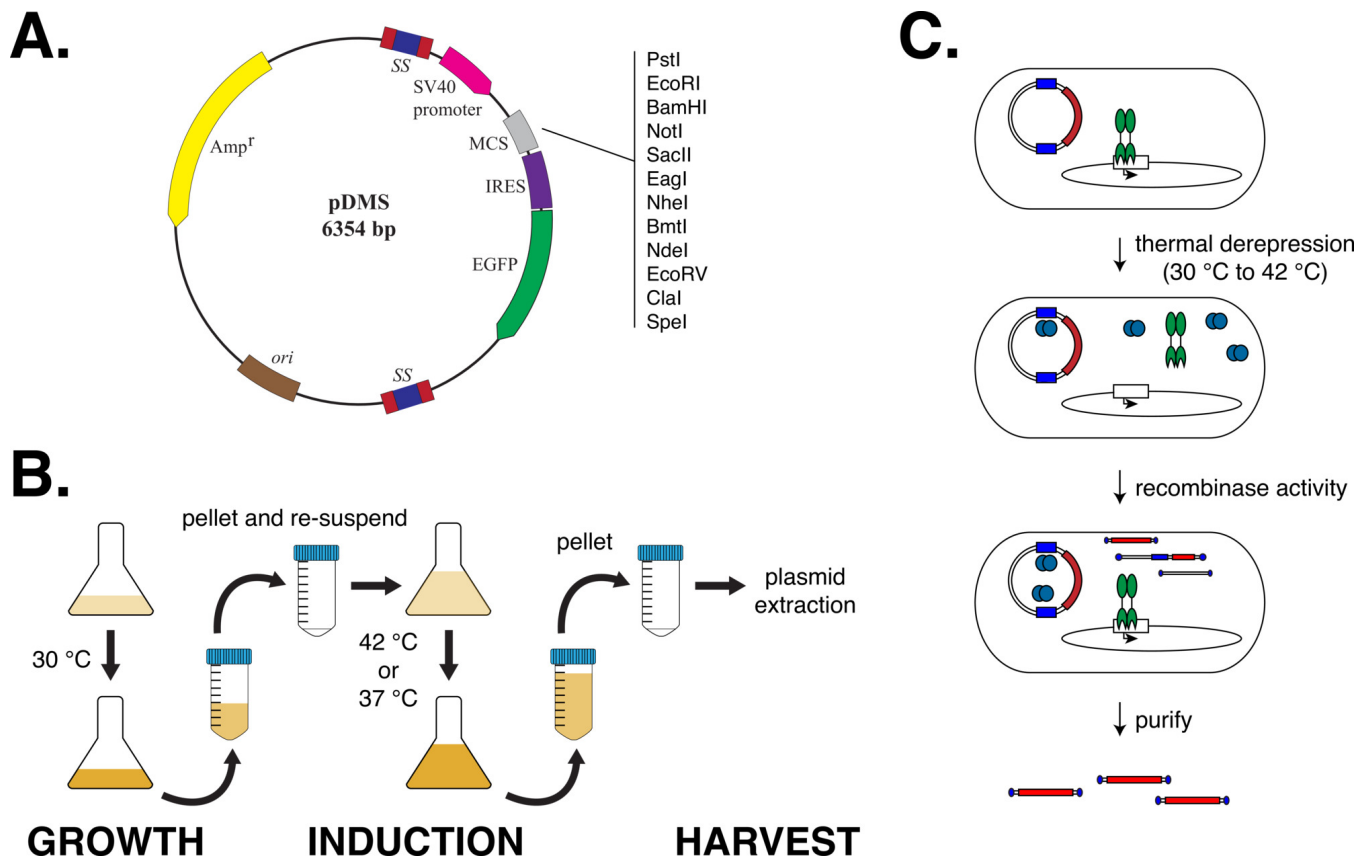 A.
SS
SV40
promoter
MCS
IRES
EGFP
SS
ori
Ampr
pDMS
6354 bp
PstI
EcoRI
BamHI
NotI
SacII
EagI
NheI
BmtI
NdeI
EcoRV
ClaI
SpeI
B.
30 °C
pellet and re-suspend
42 °C
or
37 °C
pellet
plasmid
extraction
GROWTH
INDUCTION
HARVEST
C.
thermal derepression
(30 °C to 42 °C)
recombinase activity
purify